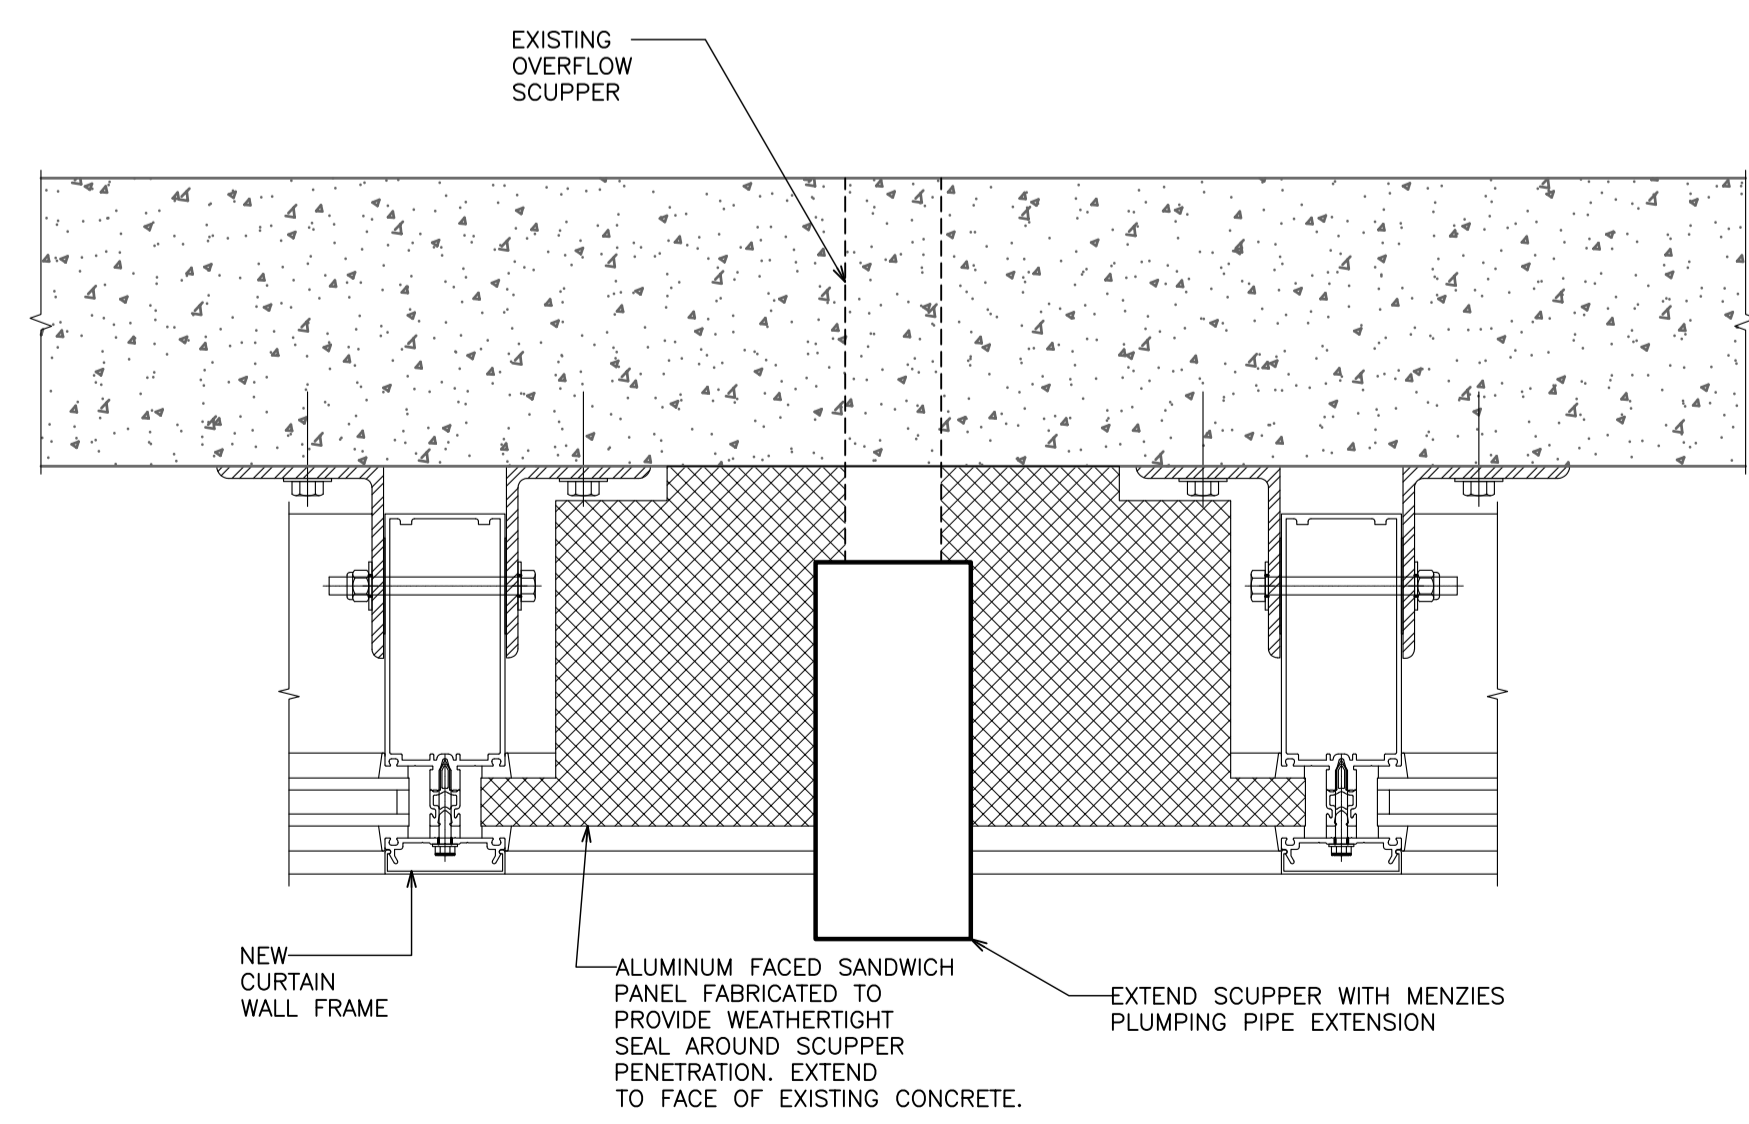 EXISTING
OVERFLOW
SCUPPER
NEW
CURTAIN
WALL FRAME
ALUMINUM FACED SANDWICH
PANEL FABRICATED TO
PROVIDE WEATHERTIGHT
SEAL AROUND SCUPPER
PENETRATION. EXTEND
TO FACE OF EXISTING CONCRETE.
EXTEND SCUPPER WITH MENZIES
PLUMPING PIPE EXTENSION